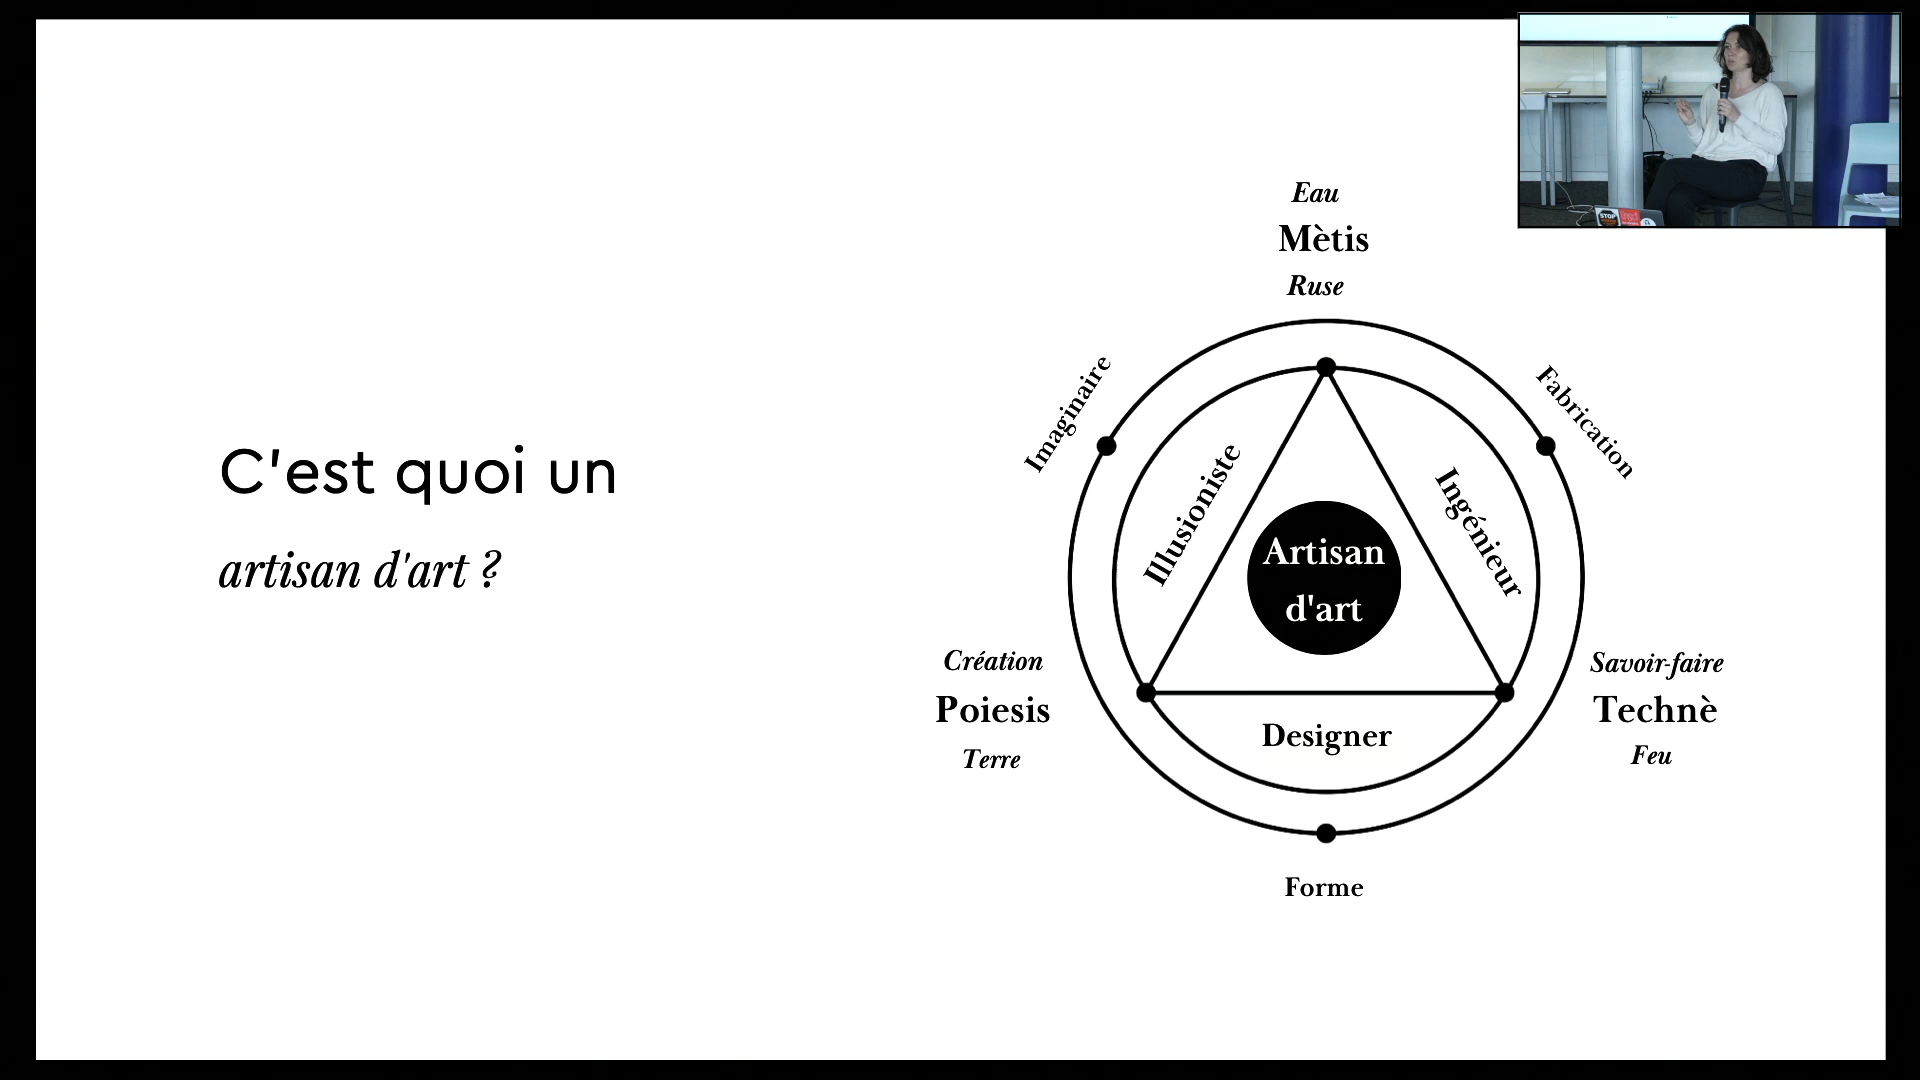 C'est quoi un
artisan d'art ?
Eau
Mètis
Ruse
Imaginaire
Fabrication
Illusioniste
Ingénieur
Artisan
d'art
Création
Poiesis
Terre
Savoir-faire
Technè
Feu
Designer
Forme
STOP